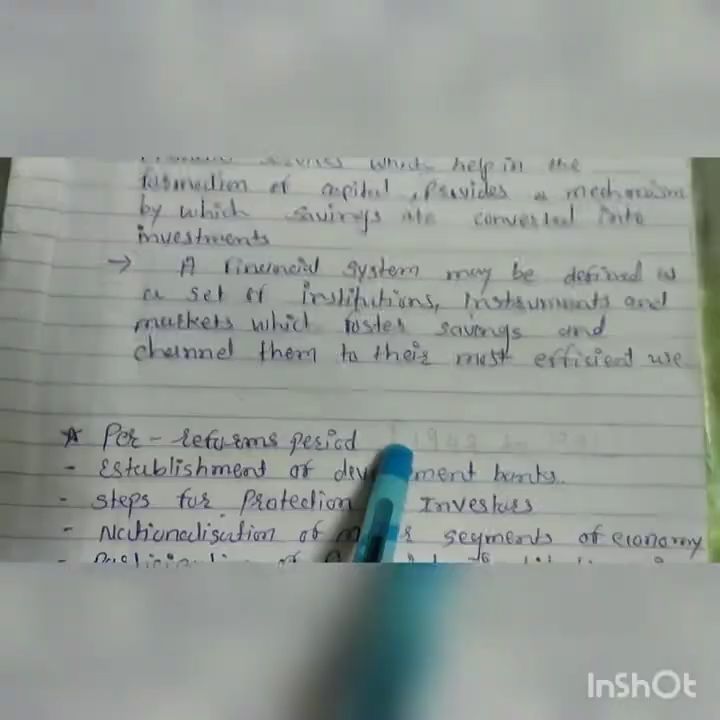 which help in the
formation of capital, Provides a mechanism
by which savings are converted into
investments
→ A Financial system may be defined as
a set of institutions, Instruments and
markets which foster savings and
channel them to their most efficient use
* Per - reforms period
- Establishment of ment banks.
- Steps for Protection Investors
- Nationalisation of segments of economy
InShOt